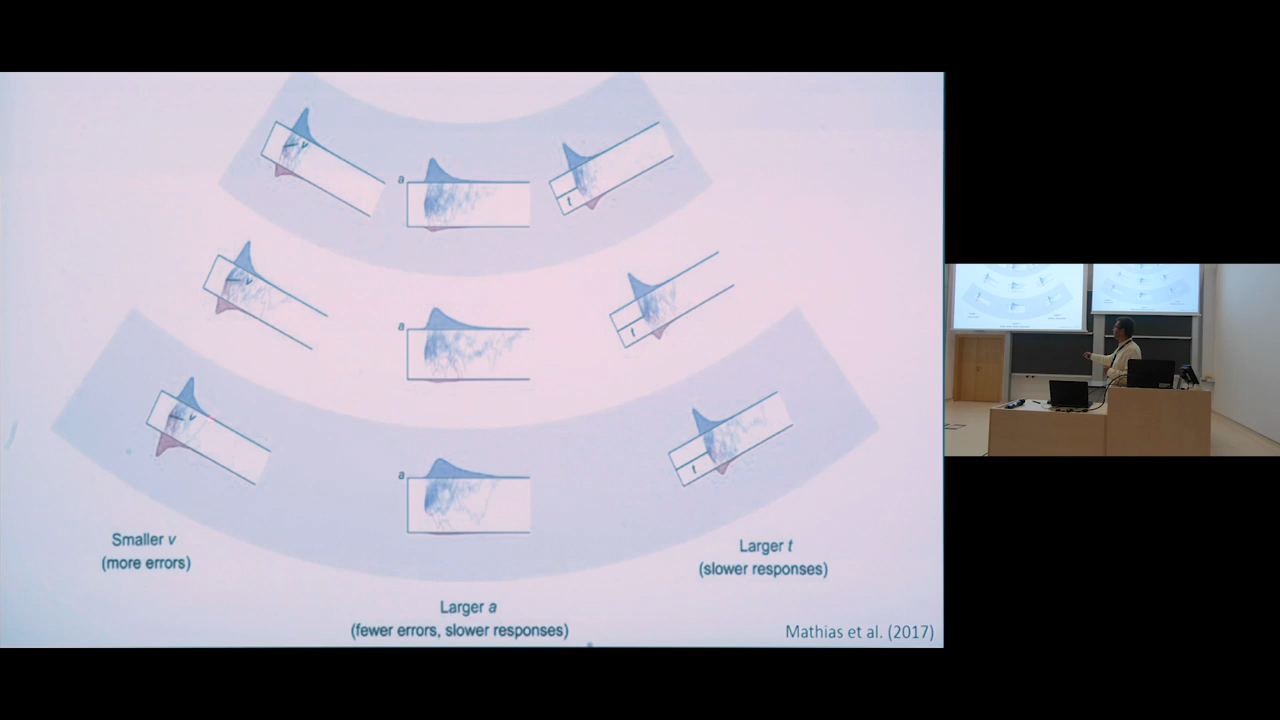 v
a
t
v
a
t
v
a
t
Smaller v
(more errors)
Larger t
(slower responses)
Larger a
(fewer errors, slower responses)
Mathias et al. (2017)